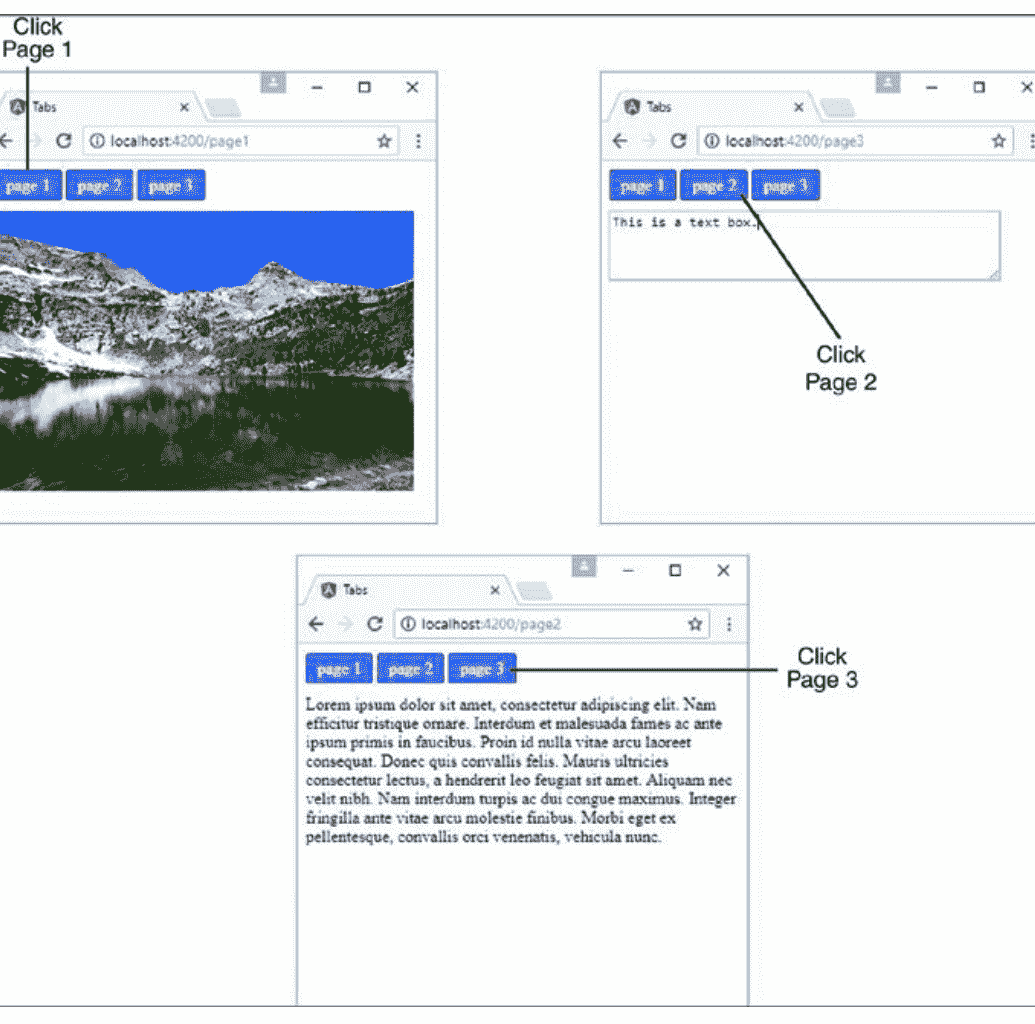 Click
Page 1
Tabs
localhost:4200/page1
page 1 page 2 page 3
Tabs
localhost:4200/page3
page 1 page 2 page 3
This is a text box.
Click
Page 2
Tabs
localhost:4200/page2
page 1 page 2 page 3
Click
Page 3
Lorem ipsum dolor sit amet, consectetur adipiscing elit. Nam
efficitur tristique ornare. Interdum et malesuada fames ac ante
ipsum primis in faucibus. Proin id nulla vitae arcu laoreet
consequat. Donec quis convallis felis. Mauris ultricies
consectetur lectus, a hendrerit leo feugiat sit amet. Aliquam nec
velit nibh. Nam interdum turpis ac dui congue maximus. Integer
fringilla ante vitae arcu molestie finibus. Morbi eget ex
pellentesque, convallis orci venenatis, vehicula nunc.